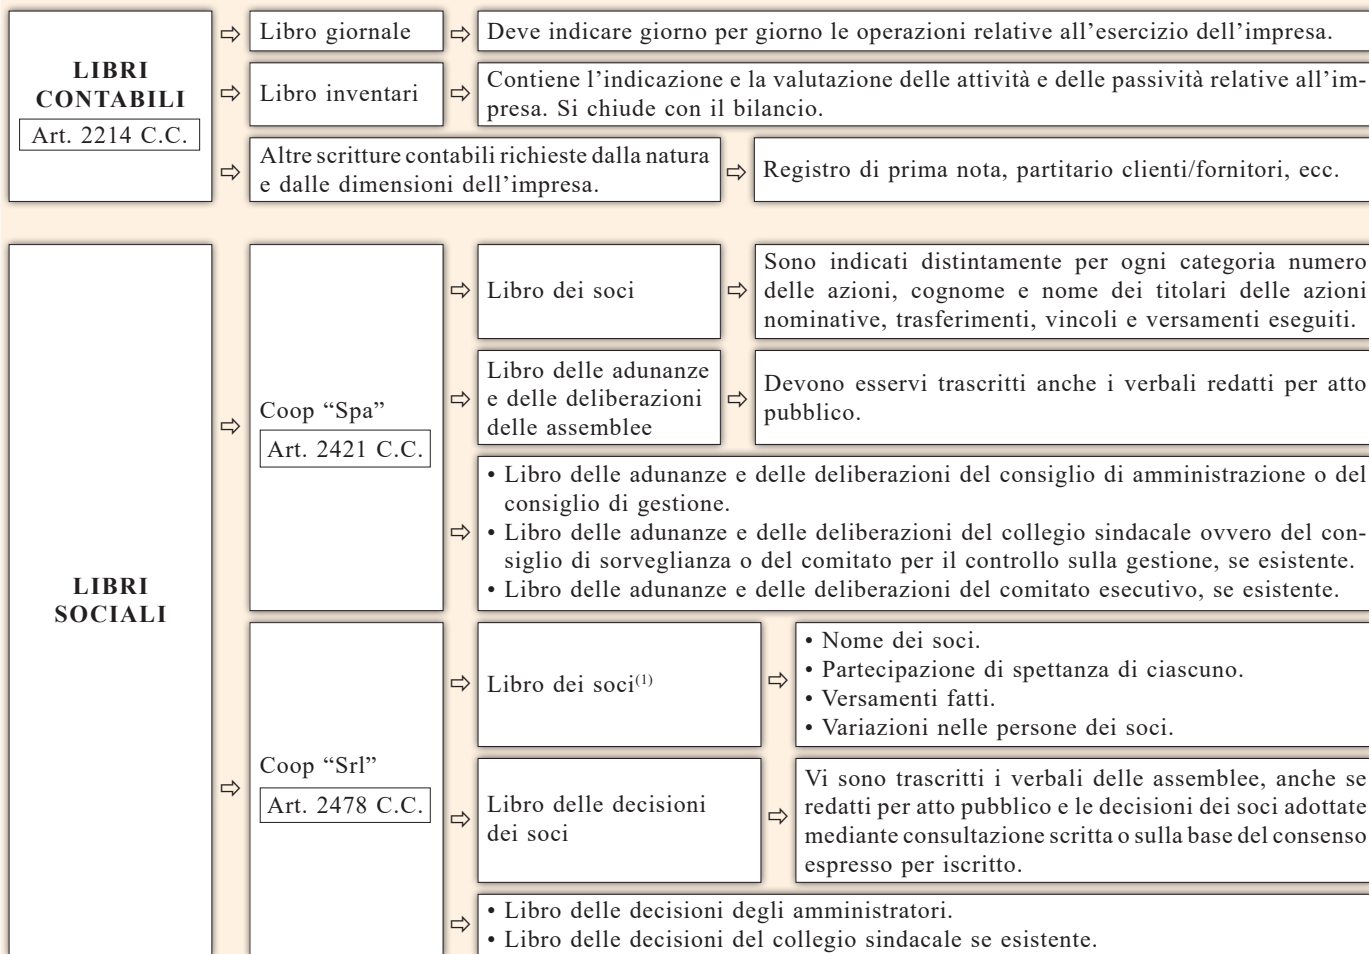 LIBRI
CONTABILI
Art. 2214 C.C.
Libro giornale
Deve indicare giorno per giorno le operazioni relative all’esercizio dell’impresa.
Libro inventari
Contiene l’indicazione e la valutazione delle attività e delle passività relative all’im-
presa. Si chiude con il bilancio.
Altre scritture contabili richieste dalla natura
e dalle dimensioni dell’impresa.
Registro di prima nota, partitario clienti/fornitori, ecc.
LIBRI
SOCIALI
Coop “Spa”
Art. 2421 C.C.
Libro dei soci
Sono indicati distintamente per ogni categoria numero
delle azioni, cognome e nome dei titolari delle azioni
nominative, trasferimenti, vincoli e versamenti eseguiti.
Libro delle adunanze
e delle deliberazioni
delle assemblee
Devono esservi trascritti anche i verbali redatti per atto
pubblico.
• Libro delle adunanze e delle deliberazioni del consiglio di amministrazione o del
consiglio di gestione.
• Libro delle adunanze e delle deliberazioni del collegio sindacale ovvero del con-
siglio di sorveglianza o del comitato per il controllo sulla gestione, se esistente.
• Libro delle adunanze e delle deliberazioni del comitato esecutivo, se esistente.
Coop “Srl”
Art. 2478 C.C.
Libro dei soci(1)
• Nome dei soci.
• Partecipazione di spettanza di ciascuno.
• Versamenti fatti.
• Variazioni nelle persone dei soci.
Libro delle decisioni
dei soci
Vi sono trascritti i verbali delle assemblee, anche se
redatti per atto pubblico e le decisioni dei soci adottate
mediante consultazione scritta o sulla base del consenso
espresso per iscritto.
• Libro delle decisioni degli amministratori.
• Libro delle decisioni del collegio sindacale se esistente.